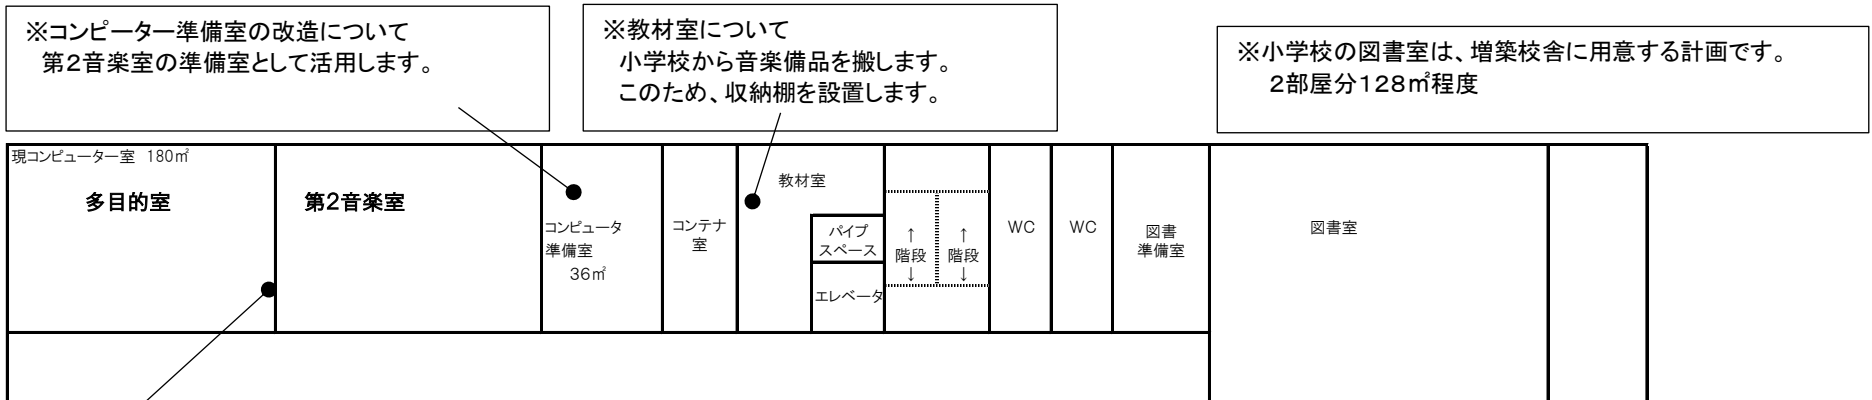 ※コンピーター準備室の改造について
第2音楽室の準備室として活用します。
※教材室について
小学校から音楽備品を搬します。
このため、収納棚を設置します。
※小学校の図書室は、増築校舎に用意する計画です。
2部屋分128㎡程度
現コンピューター室 180㎡
多目的室
第2音楽室
コンピュータ
準備室
36㎡
コンテナ
室
教材室
パイプ
スペース
エレベータ
↑
階段
↓
↑
階段
↓
WC
WC
図書
準備室
図書室